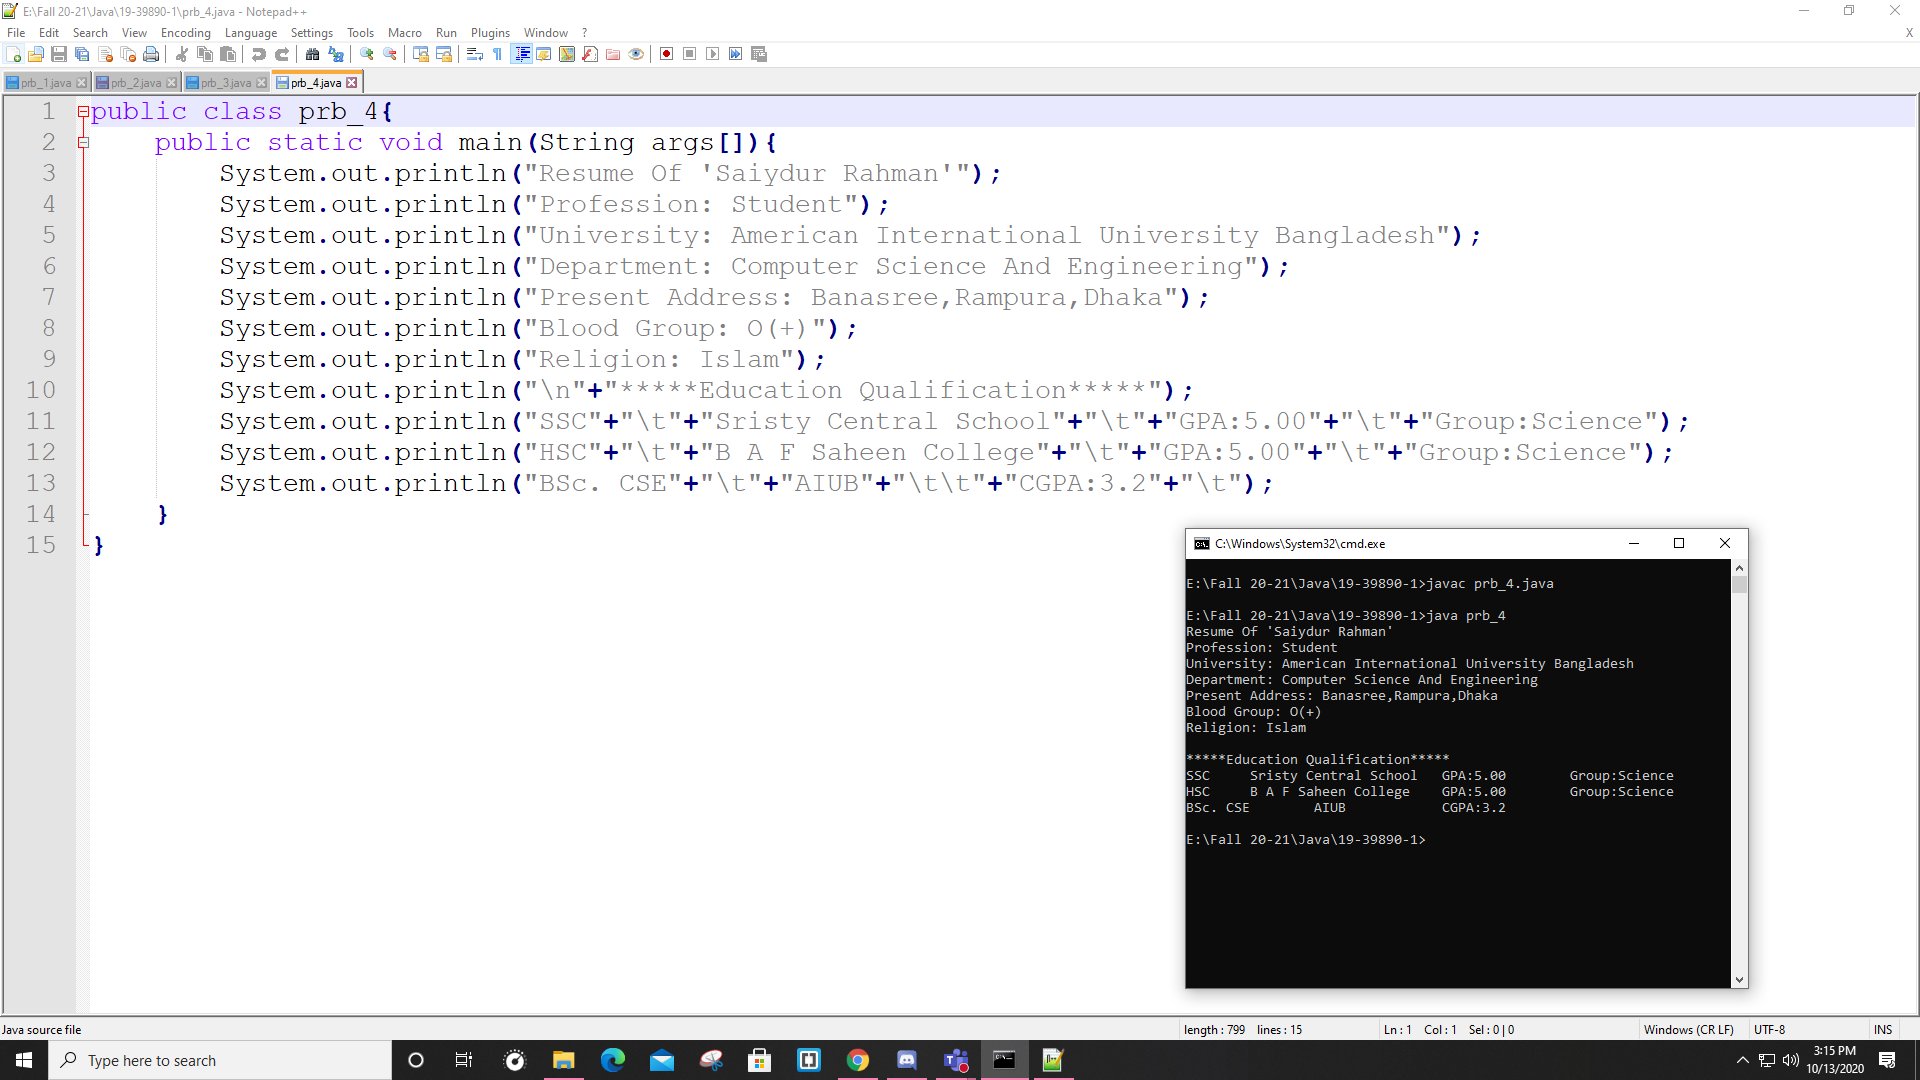 E:\Fall 20-21\Java\19-39890-1\prb_4.java - Notepad++
File Edit Search View Encoding Language Settings Tools Macro Run Plugins Window ? X
prb_1.java prb_2.java prb_3.java prb_4.java
1 public class prb_4{
2 public static void main(String args[]){
3 System.out.println("Resume Of 'Saiydur Rahman'");
4 System.out.println("Profession: Student");
5 System.out.println("University: American International University Bangladesh");
6 System.out.println("Department: Computer Science And Engineering");
7 System.out.println("Present Address: Banasree,Rampura,Dhaka");
8 System.out.println("Blood Group: O(+)");
9 System.out.println("Religion: Islam");
10 System.out.println("\n"+"*****Education Qualification*****");
11 System.out.println("SSC"+"\t"+"Sristy Central School"+"\t"+"GPA:5.00"+"\t"+"Group:Science");
12 System.out.println("HSC"+"\t"+"B A F Saheen College"+"\t"+"GPA:5.00"+"\t"+"Group:Science");
13 System.out.println("BSc. CSE"+"\t"+"AIUB"+"\t\t"+"CGPA:3.2"+"\t");
14 }
15 }
C:\Windows\System32\cmd.exe
E:\Fall 20-21\Java\19-39890-1>javac prb_4.java
E:\Fall 20-21\Java\19-39890-1>java prb_4
Resume Of 'Saiydur Rahman'
Profession: Student
University: American International University Bangladesh
Department: Computer Science And Engineering
Present Address: Banasree,Rampura,Dhaka
Blood Group: O(+)
Religion: Islam
*****Education Qualification*****
SSC Sristy Central School GPA:5.00 Group:Science
HSC B A F Saheen College GPA:5.00 Group:Science
BSc. CSE AIUB CGPA:3.2
E:\Fall 20-21\Java\19-39890-1>
Java source file length : 799 lines : 15 Ln : 1 Col : 1 Sel : 0 | 0 Windows (CR LF) UTF-8 INS
Type here to search
3:15 PM
10/13/2020